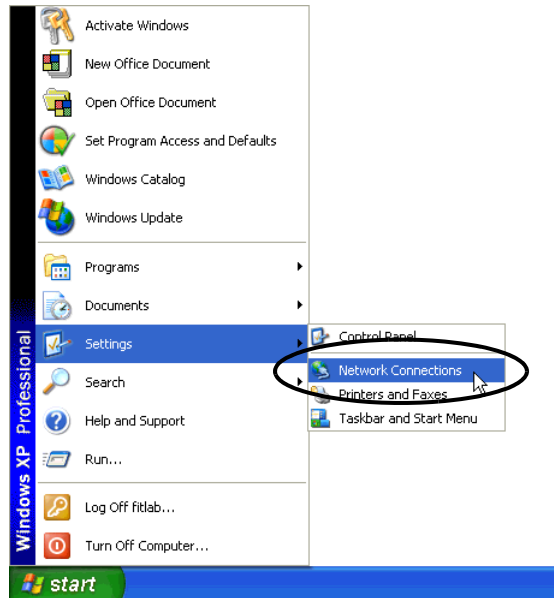 Activate Windows
New Office Document
Open Office Document
Set Program Access and Defaults
Windows Catalog
Windows Update
Programs
Documents
Settings
Search
Help and Support
Run...
Log Off fitlab...
Turn Off Computer...
Control Panel
Network Connections
Printers and Faxes
Taskbar and Start Menu
Windows XP Professional
start